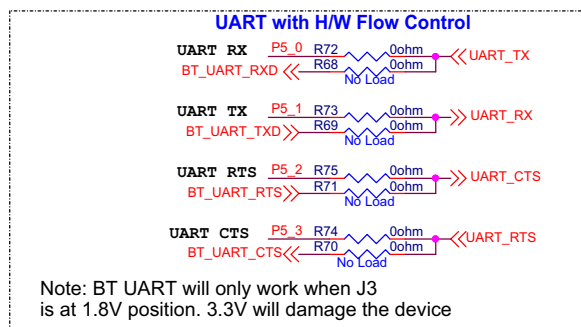 UART with H/W Flow Control
UART RX P5_0 R72 0ohm UART_TX
BT_UART_RXD R68 0ohm
No Load
UART TX P5_1 R73 0ohm UART_RX
BT_UART_TXD R69 0ohm
No Load
UART RTS P5_2 R75 0ohm UART_CTS
BT_UART_RTS R71 0ohm
No Load
UART CTS P5_3 R74 0ohm UART_RTS
BT_UART_CTS R70 0ohm
No Load
Note: BT UART will only work when J3
is at 1.8V position. 3.3V will damage the device